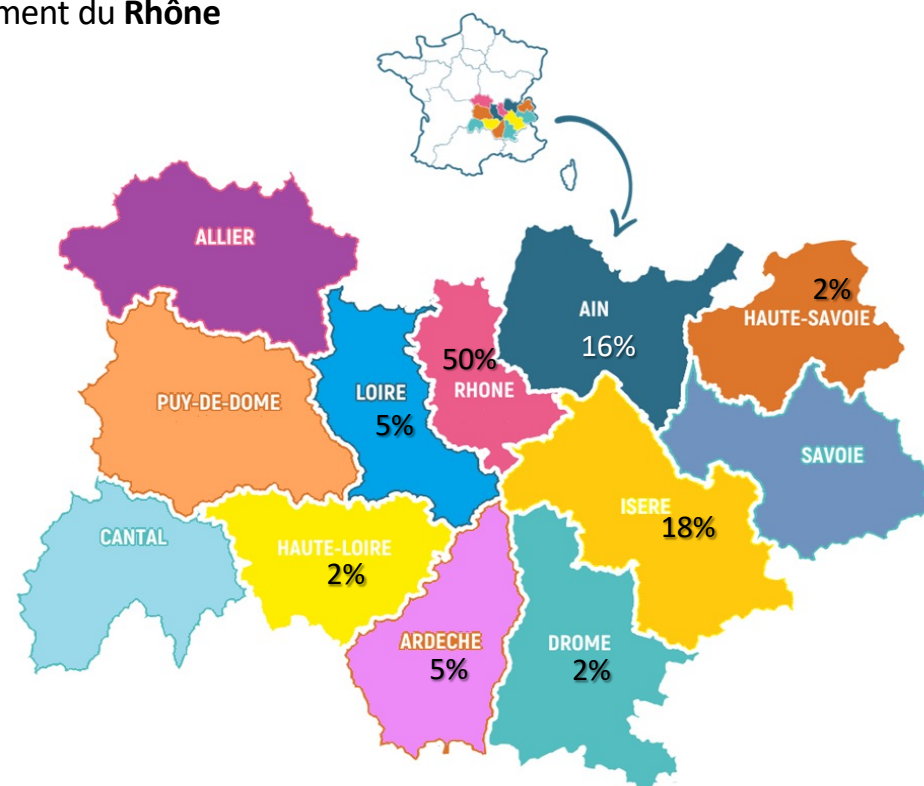 ment du Rhône
ALLIER
AIN
16%
2%
HAUTE-SAVOIE
50%
RHONE
PUY-DE-DOME
LOIRE
5%
SAVOIE
ISERE
18%
CANTAL
HAUTE-LOIRE
2%
ARDECHE
5%
DROME
2%